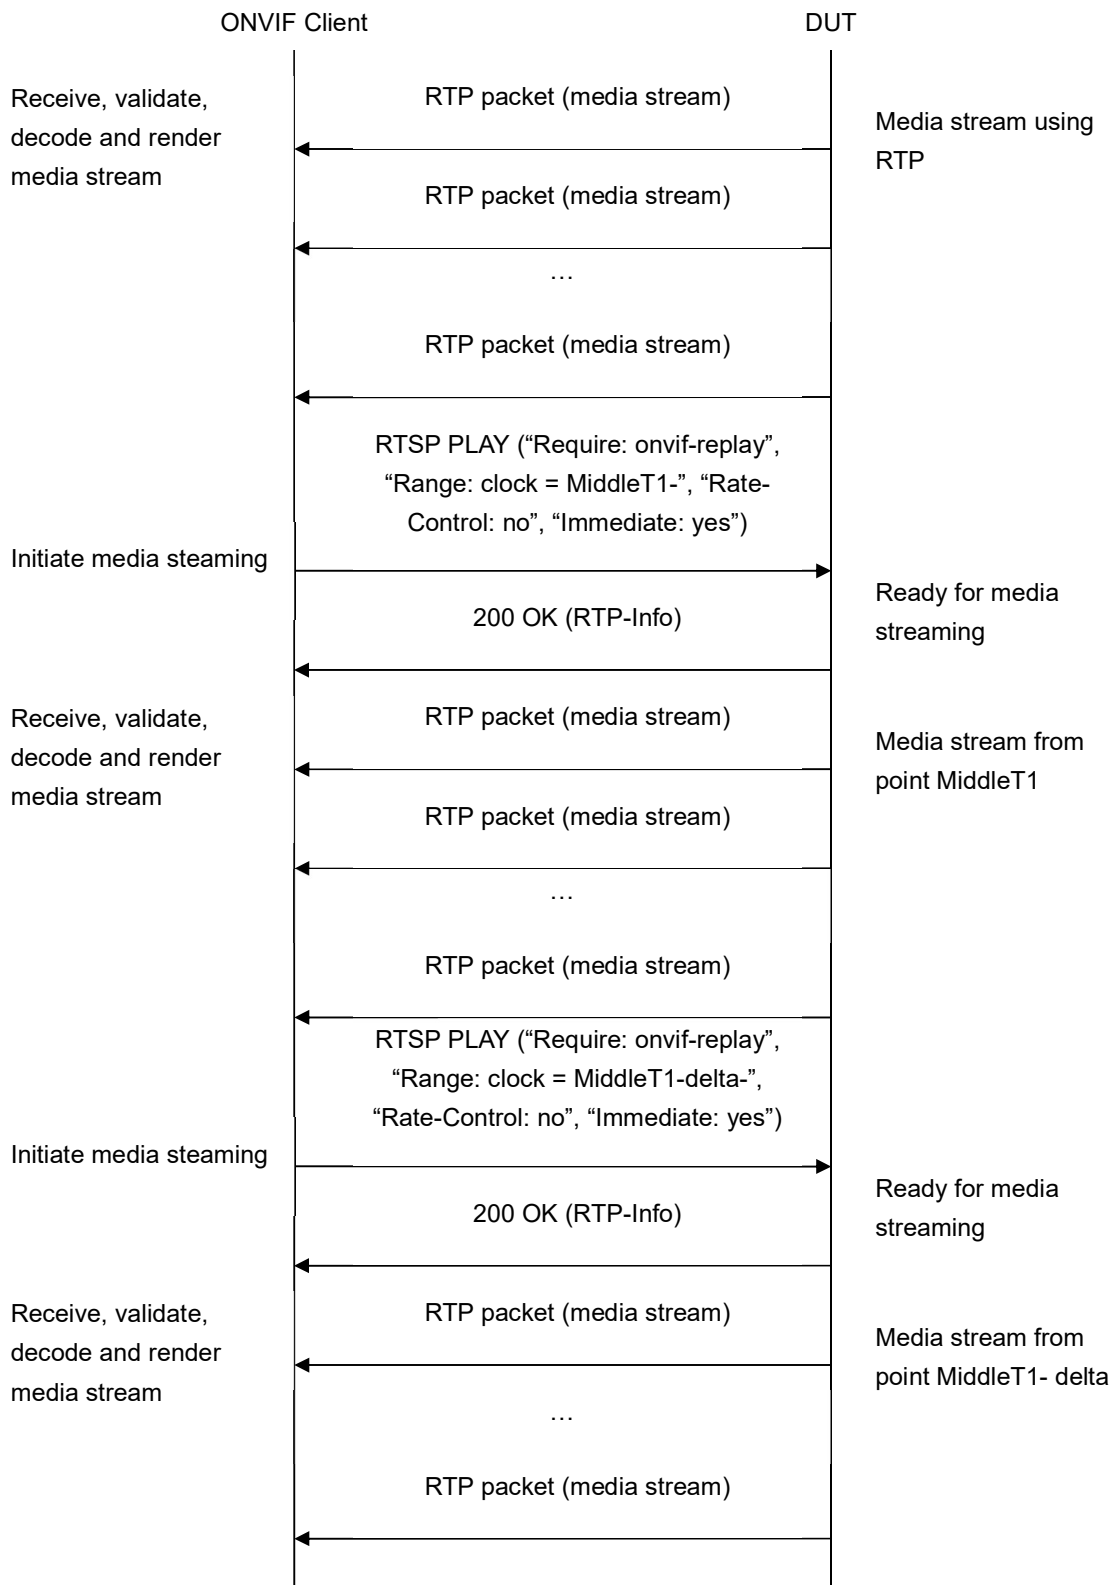 ONVIF Client
DUT
RTP packet (media stream)
Receive, validate,
decode and render
media stream
Media stream using
RTP
RTP packet (media stream)
…
RTP packet (media stream)
RTSP PLAY (“Require: onvif-replay”,
“Range: clock = MiddleT1-”, “Rate-
Control: no”, “Immediate: yes”)
Initiate media steaming
Ready for media
streaming
200 OK (RTP-Info)
RTP packet (media stream)
Receive, validate,
decode and render
media stream
Media stream from
point MiddleT1
RTP packet (media stream)
…
RTP packet (media stream)
RTSP PLAY (“Require: onvif-replay”,
“Range: clock = MiddleT1-delta-”,
“Rate-Control: no”, “Immediate: yes”)
Initiate media steaming
Ready for media
streaming
200 OK (RTP-Info)
RTP packet (media stream)
Receive, validate,
decode and render
media stream
Media stream from
point MiddleT1- delta
…
RTP packet (media stream)